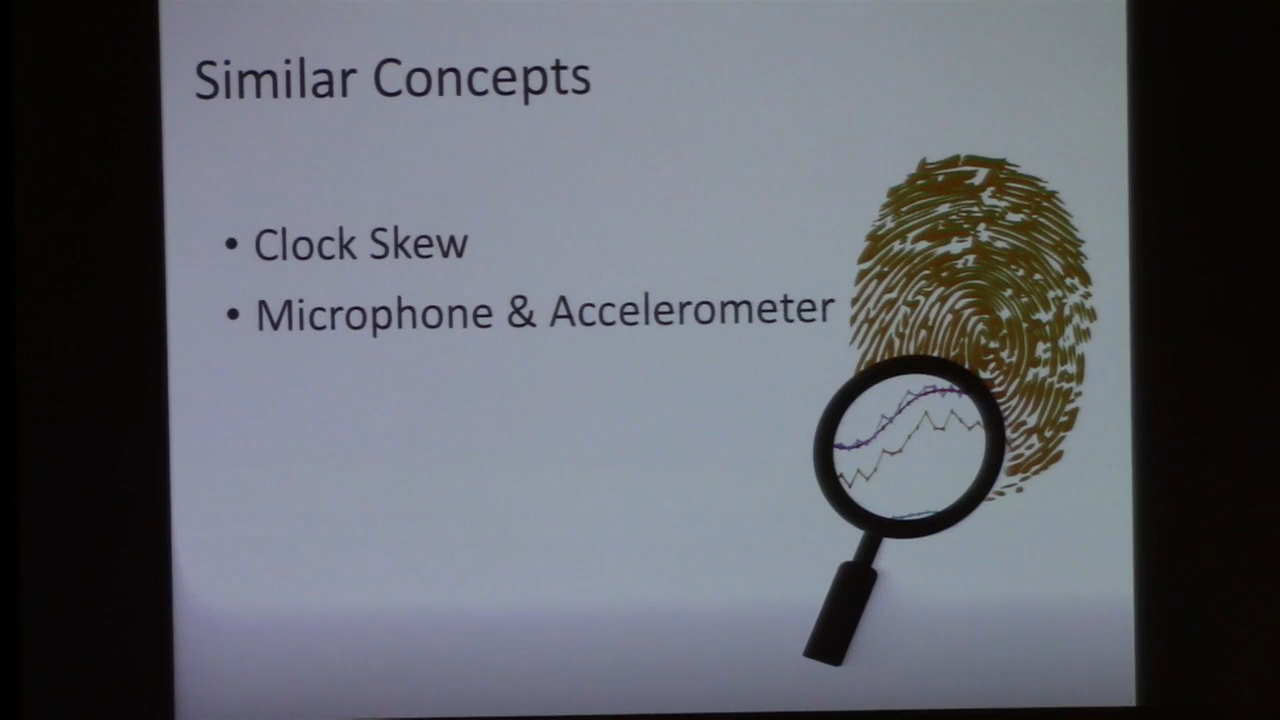 Similar Concepts
• Clock Skew
• Microphone & Accelerometer